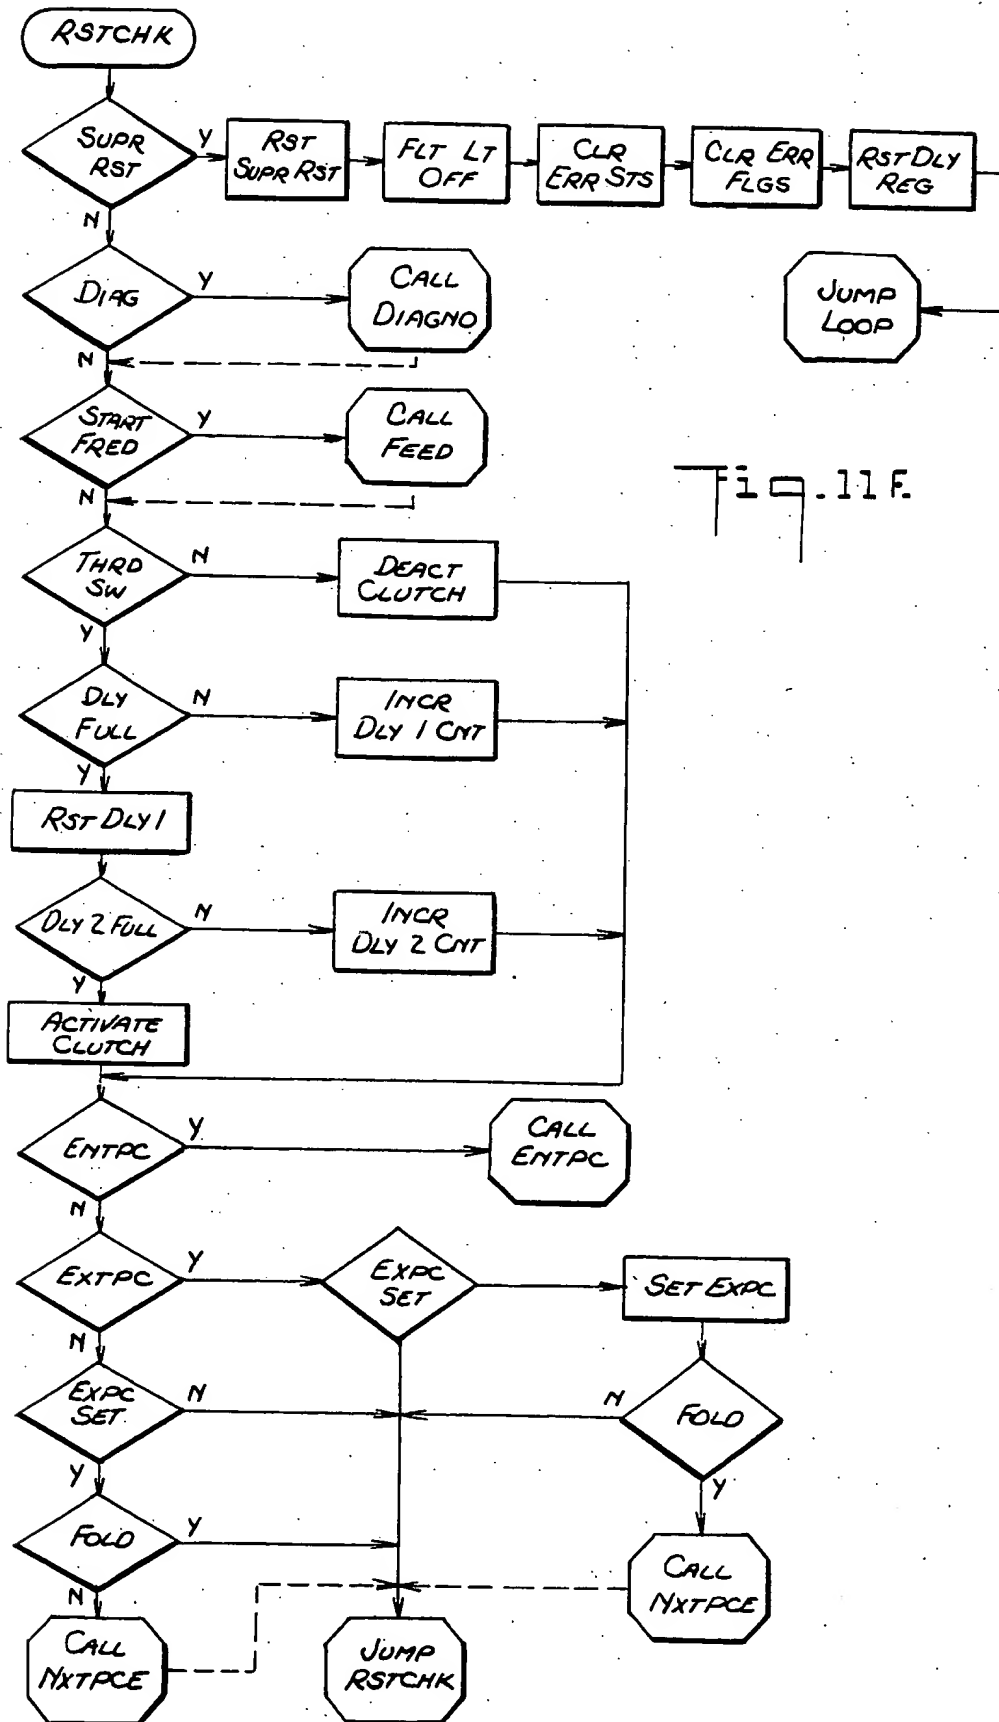 RSTCHK
SUPR
RST
Y
RST
SUPR RST
FLT LT
OFF
CLR
ERR STS
CLR ERR
FLGS
RST DLY
REG
N
DIAG
Y
CALL
DIAGNO
JUMP
LOOP
N
START
FRED
Y
CALL
FEED
Fig. 11F.
N
THRD
SW
N
DEACT
CLUTCH
Y
DLY
FULL
N
INCR
DLY 1 CNT
Y
RST DLY 1
DLY 2 FULL
N
INCR
DLY 2 CNT
Y
ACTIVATE
CLUTCH
ENTPC
Y
CALL
ENTPC
N
EXTPC
Y
EXPC
SET
SET EXPC
N
EXPC
SET
N
N
FOLD
Y
Y
FOLD
Y
CALL
NXTPCE
N
CALL
NXTPCE
JUMP
RSTCHK